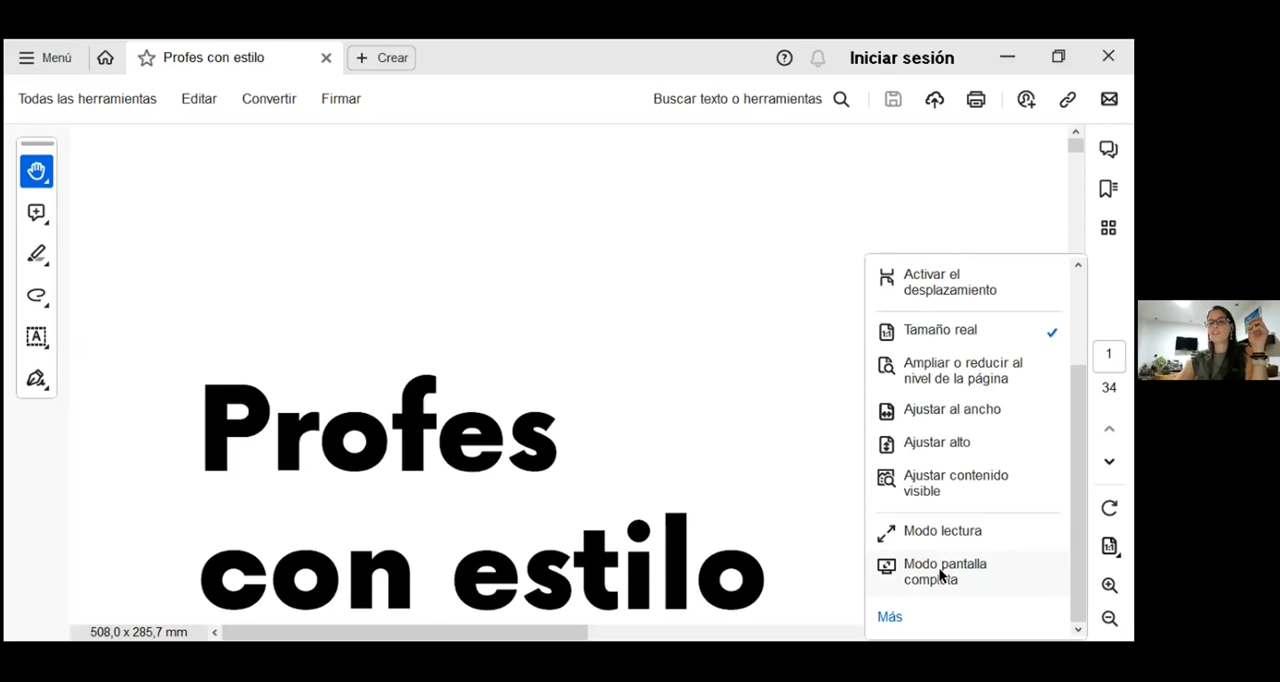 Menú
Profes con estilo
Crear
Iniciar sesión
Todas las herramientas
Editar
Convertir
Firmar
Buscar texto o herramientas
Activar el
desplazamiento
Tamaño real
Ampliar o reducir al
nivel de la página
Ajustar al ancho
Ajustar alto
Ajustar contenido
visible
Modo lectura
Modo pantalla
completa
Más
1
34
Profes
con estilo
508,0 x 285,7 mm